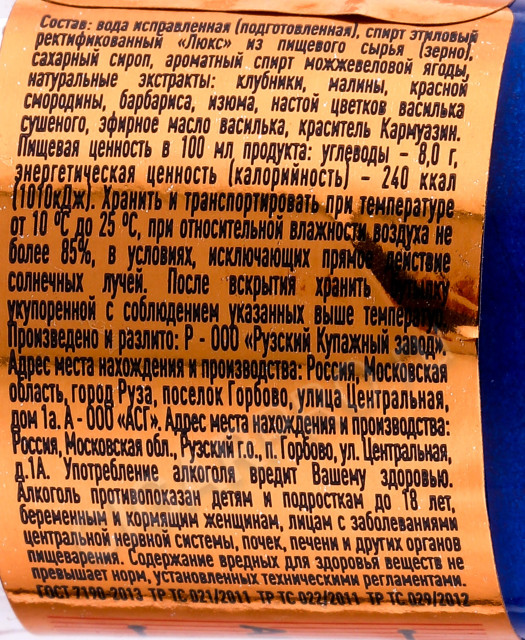 Состав: вода исправленная (подготовленная), спирт этиловый
ректификованный «Люкс» из пищевого сырья (зерно),
сахарный сироп, ароматный спирт можжевеловой ягоды,
натуральные экстракты: клубники, малины, красной
смородины, барбариса, изюма, настой цветков василька
сушеного, эфирное масло василька, краситель Кармуазин.
Пищевая ценность в 100 мл продукта: углеводы – 8,0 г,
энергетическая ценность (калорийность) – 240 ккал
(1010кДж). Хранить и транспортировать при температуре
от 10 °С до 25 °С, при относительной влажности воздуха не
более 85%, в условиях, исключающих прямое действие
солнечных лучей. После вскрытия хранить
укупоренной с соблюдением указанных выше температур.
Произведено и разлито: Р - ООО «Рузский Купажный завод».
Адрес места нахождения и производства: Россия, Московская
область, город Руза, поселок Горбово, улица Центральная,
дом 1а. А - ООО «АСГ». Адрес места нахождения и производства:
Россия, Московская обл., Рузский г.о., п. Горбово, ул. Центральная,
д.1А. Употребление алкоголя вредит Вашему здоровью.
Алкоголь противопоказан детям и подросткам до 18 лет,
беременным и кормящим женщинам, лицам с заболеваниями
центральной нервной системы, почек, печени и других органов
пищеварения. Содержание вредных для здоровья веществ не
превышает норм, установленных техническими регламентами.
ГОСТ 7190-2013 ТР ТС 021/2011 ТР ТС 022/2011 ТР ТС 029/2012